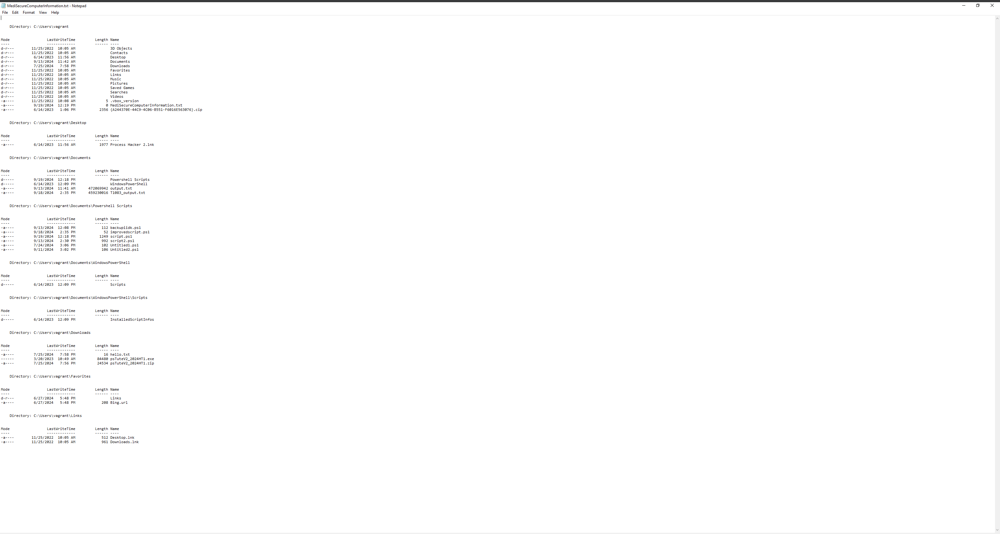 MediSecureComputerInformation.txt - Notepad
File Edit Format View Help
    Directory: C:\Users\vagrant
Mode                 LastWriteTime         Length Name
----                 -------------         ------ ----
d-r---        11/25/2022  10:05 AM                3D Objects
d-r---        11/25/2022  10:05 AM                Contacts
d-r---         6/14/2023  11:56 AM                Desktop
d-r---         9/13/2024  11:42 AM                Documents
d-r---         7/25/2024   7:58 PM                Downloads
d-r---        11/25/2022  10:05 AM                Favorites
d-r---        11/25/2022  10:05 AM                Links
d-r---        11/25/2022  10:05 AM                Music
d-r---        11/25/2022  10:05 AM                Pictures
d-r---        11/25/2022  10:05 AM                Saved Games
d-r---        11/25/2022  10:05 AM                Searches
d-r---        11/25/2022  10:05 AM                Videos
-a----        11/25/2022  10:08 AM              5 .vbox_version
-a----         9/19/2024  12:19 PM              0 MediSecureComputerInformation.txt
-a----         6/14/2023   1:06 PM           2356 {A244370E-44C9-4C06-B551-F6016E563076}.cip
    Directory: C:\Users\vagrant\Desktop
Mode                 LastWriteTime         Length Name
----                 -------------         ------ ----
-a----         6/14/2023  11:56 AM           1977 Process Hacker 2.lnk
    Directory: C:\Users\vagrant\Documents
Mode                 LastWriteTime         Length Name
----                 -------------         ------ ----
d-----         9/19/2024  12:18 PM                Powershell Scripts
d-----         6/14/2023  12:09 PM                WindowsPowerShell
-a----         9/13/2024  11:41 AM      472069942 output.txt
-a----         9/18/2024   2:35 PM      459230016 T1083_output.txt
    Directory: C:\Users\vagrant\Documents\Powershell Scripts
Mode                 LastWriteTime         Length Name
----                 -------------         ------ ----
-a----         9/13/2024  12:08 PM            112 backupiidk.ps1
-a----         9/18/2024   2:35 PM             52 improvedscript.ps1
-a----         9/19/2024  12:18 PM           1249 script.ps1
-a----         9/13/2024   2:30 PM            992 script2.ps1
-a----         7/24/2024   3:06 PM            102 Untitled1.ps1
-a----         9/11/2024   3:02 PM            106 Untitled2.ps1
    Directory: C:\Users\vagrant\Documents\WindowsPowerShell
Mode                 LastWriteTime         Length Name
----                 -------------         ------ ----
d-----         6/14/2023  12:09 PM                Scripts
    Directory: C:\Users\vagrant\Documents\WindowsPowerShell\Scripts
Mode                 LastWriteTime         Length Name
----                 -------------         ------ ----
d-----         6/14/2023  12:09 PM                InstalledScriptInfos
    Directory: C:\Users\vagrant\Downloads
Mode                 LastWriteTime         Length Name
----                 -------------         ------ ----
-a----         7/25/2024   7:58 PM             16 hello.txt
------         3/20/2023  10:49 AM          84480 psTuteV2_2024HT1.exe
-a----         7/25/2024   7:56 PM          24534 psTuteV2_2024HT1.zip
    Directory: C:\Users\vagrant\Favorites
Mode                 LastWriteTime         Length Name
----                 -------------         ------ ----
d-r---         6/27/2024   5:48 PM                Links
-a----         6/27/2024   5:48 PM            208 Bing.url
    Directory: C:\Users\vagrant\Links
Mode                 LastWriteTime         Length Name
----                 -------------         ------ ----
-a----        11/25/2022  10:05 AM            512 Desktop.lnk
-a----        11/25/2022  10:05 AM            961 Downloads.lnk